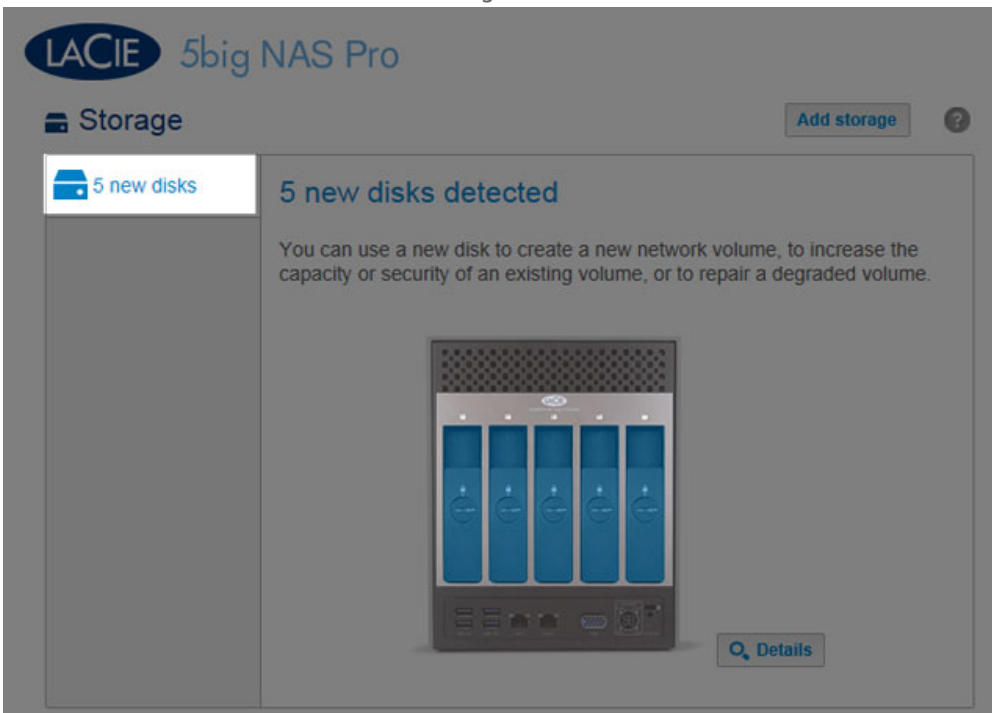 LACIE 5big NAS Pro
Storage
Add storage
?
5 new disks
5 new disks detected
You can use a new disk to create a new network volume, to increase the
capacity or security of an existing volume, or to repair a degraded volume.
LACIE
Details